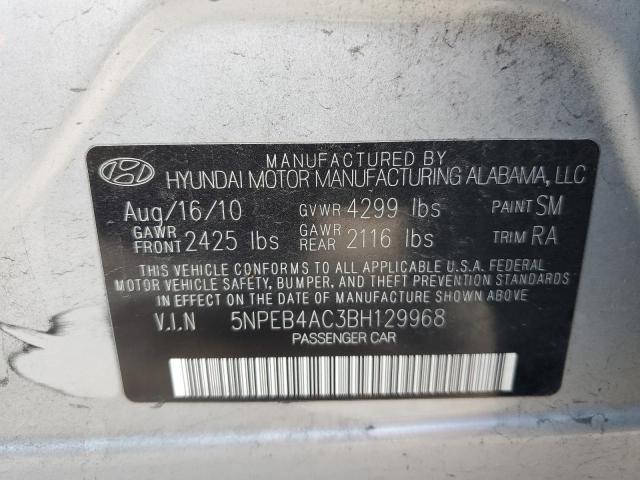 MANUFACTURED BY
HYUNDAI MOTOR MANUFACTURING ALABAMA, LLC
Aug/16/10 GVWR 4299 lbs PAINT SM
GAWR FRONT 2425 lbs GAWR REAR 2116 lbs TRIM RA
THIS VEHICLE CONFORMS TO ALL APPLICABLE U.S.A. FEDERAL
MOTOR VEHICLE SAFETY, BUMPER, AND THEFT PREVENTION STANDARDS
IN EFFECT ON THE DATE OF MANUFACTURE SHOWN ABOVE.
V.I.N 5NPEB4AC3BH129968
PASSENGER CAR